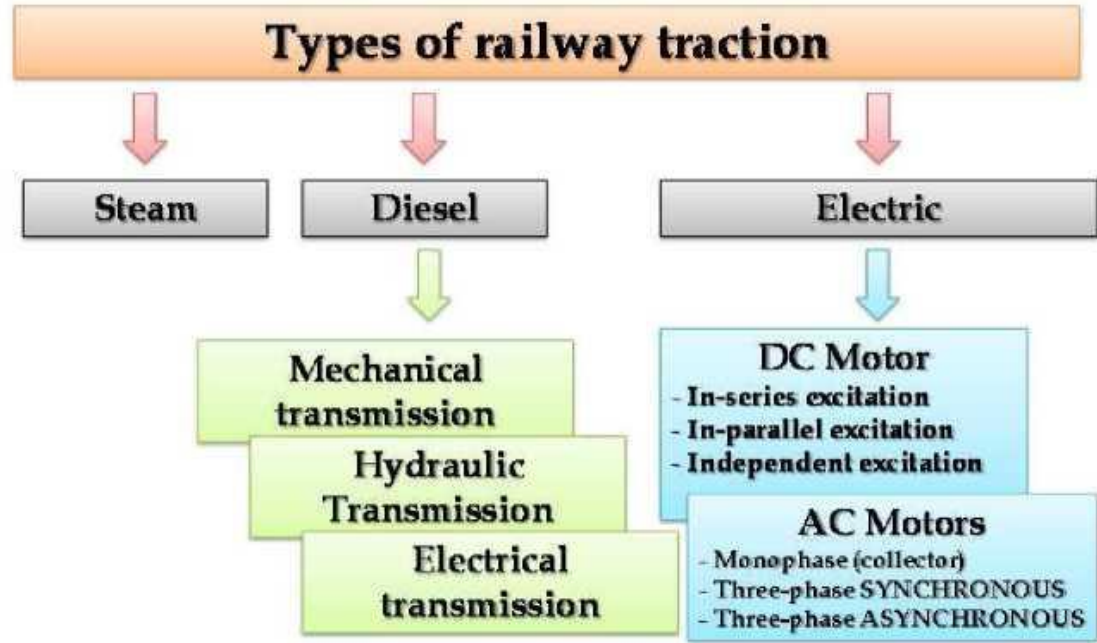 Types of railway traction
Steam
Diesel
Electric
Mechanical
transmission
Hydraulic
Transmission
Electrical
transmission
DC Motor
- In-series excitation
- In-parallel excitation
- Independent excitation
AC Motors
- Monophase (collector)
- Three-phase SYNCHRONOUS
- Three-phase ASYNCHRONOUS